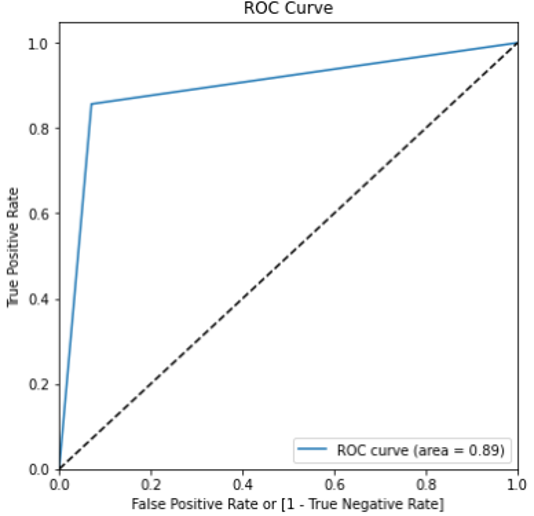 ROC Curve
True Positive Rate
1.0
0.8
0.6
0.4
0.2
0.0
ROC curve (area = 0.89)
0.0 0.2 0.4 0.6 0.8 1.0
False Positive Rate or [1 - True Negative Rate]